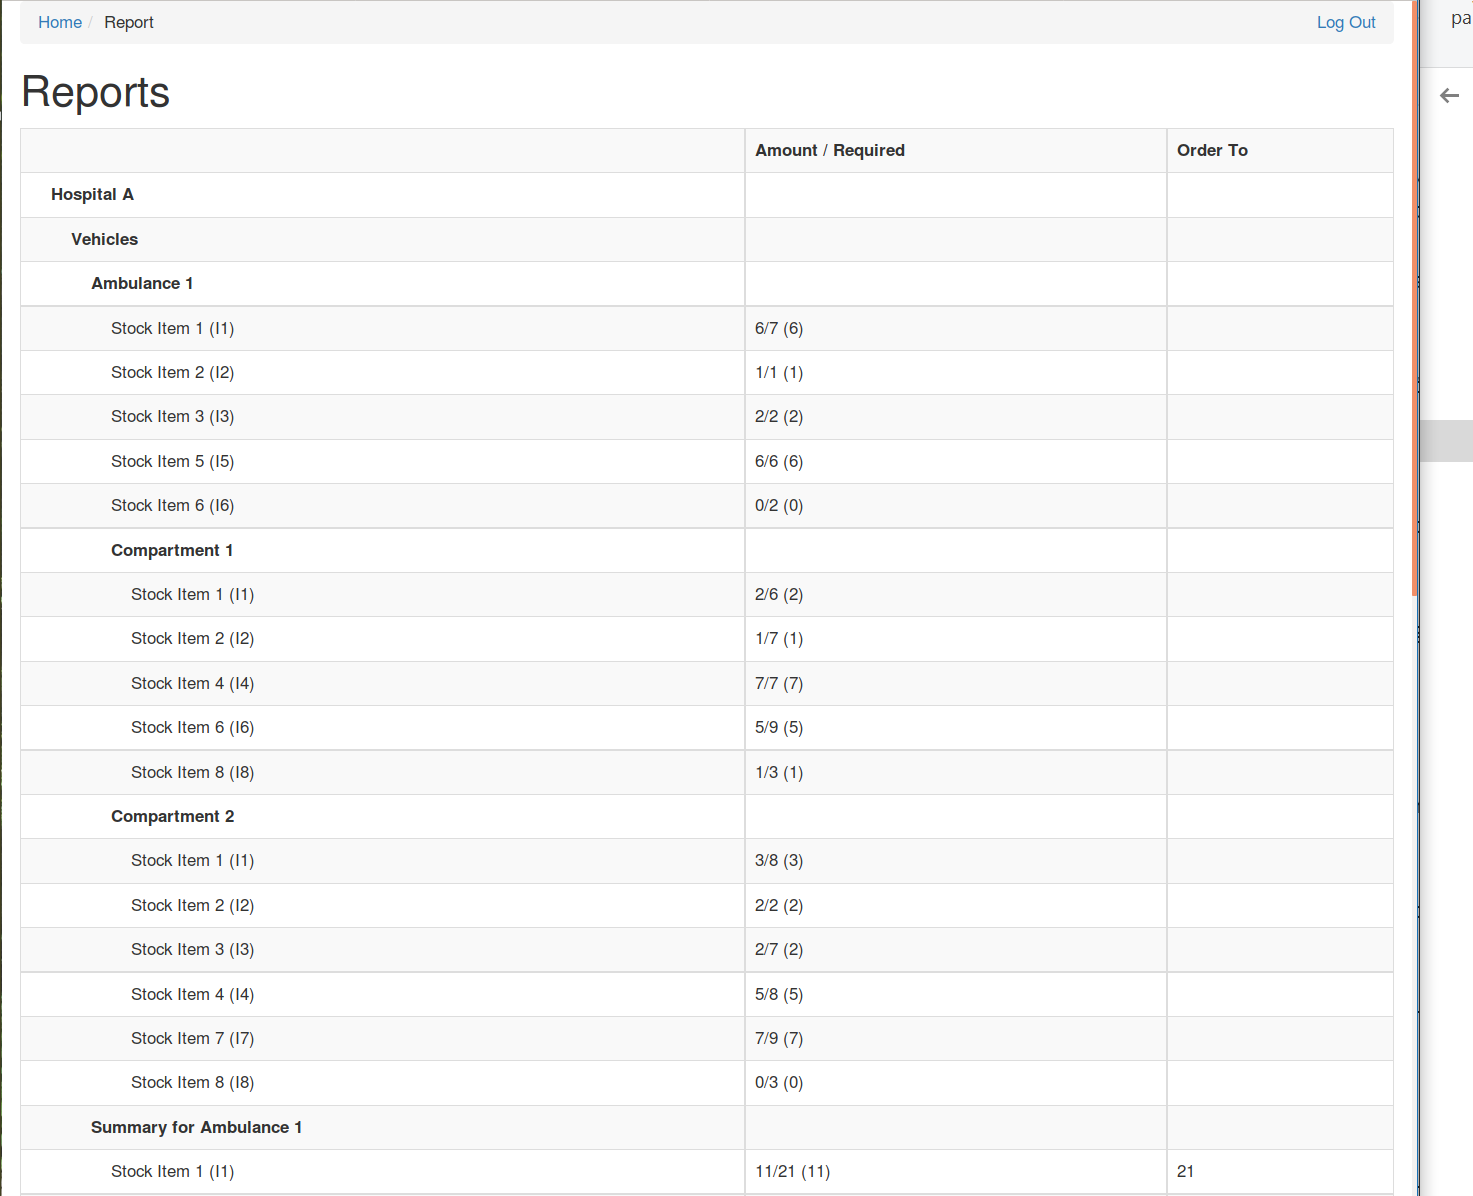 Home / Report Log Out
pa
Reports
Amount / Required Order To
Hospital A
Vehicles
Ambulance 1
Stock Item 1 (I1) 6/7 (6)
Stock Item 2 (I2) 1/1 (1)
Stock Item 3 (I3) 2/2 (2)
Stock Item 5 (I5) 6/6 (6)
Stock Item 6 (I6) 0/2 (0)
Compartment 1
Stock Item 1 (I1) 2/6 (2)
Stock Item 2 (I2) 1/7 (1)
Stock Item 4 (I4) 7/7 (7)
Stock Item 6 (I6) 5/9 (5)
Stock Item 8 (I8) 1/3 (1)
Compartment 2
Stock Item 1 (I1) 3/8 (3)
Stock Item 2 (I2) 2/2 (2)
Stock Item 3 (I3) 2/7 (2)
Stock Item 4 (I4) 5/8 (5)
Stock Item 7 (I7) 7/9 (7)
Stock Item 8 (I8) 0/3 (0)
Summary for Ambulance 1
Stock Item 1 (I1) 11/21 (11) 21